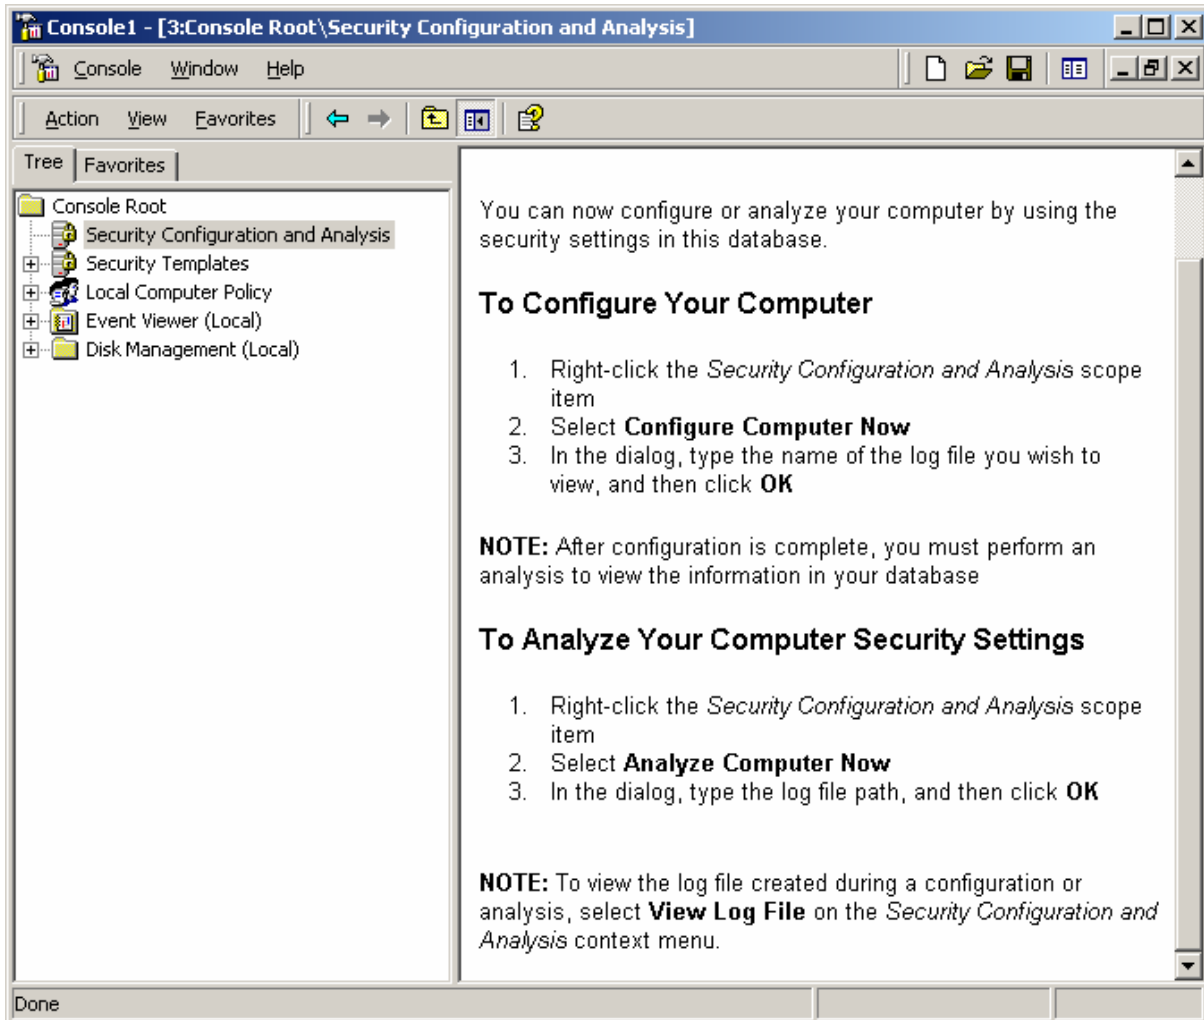 Console1 - [3:Console Root\Security Configuration and Analysis]
Console Window Help
Action View Favorites
Tree Favorites
Console Root
Security Configuration and Analysis
Security Templates
Local Computer Policy
Event Viewer (Local)
Disk Management (Local)
You can now configure or analyze your computer by using the
security settings in this database.
To Configure Your Computer
1. Right-click the Security Configuration and Analysis scope
item
2. Select Configure Computer Now
3. In the dialog, type the name of the log file you wish to
view, and then click OK
NOTE: After configuration is complete, you must perform an
analysis to view the information in your database
To Analyze Your Computer Security Settings
1. Right-click the Security Configuration and Analysis scope
item
2. Select Analyze Computer Now
3. In the dialog, type the log file path, and then click OK
NOTE: To view the log file created during a configuration or
analysis, select View Log File on the Security Configuration and
Analysis context menu.
Done